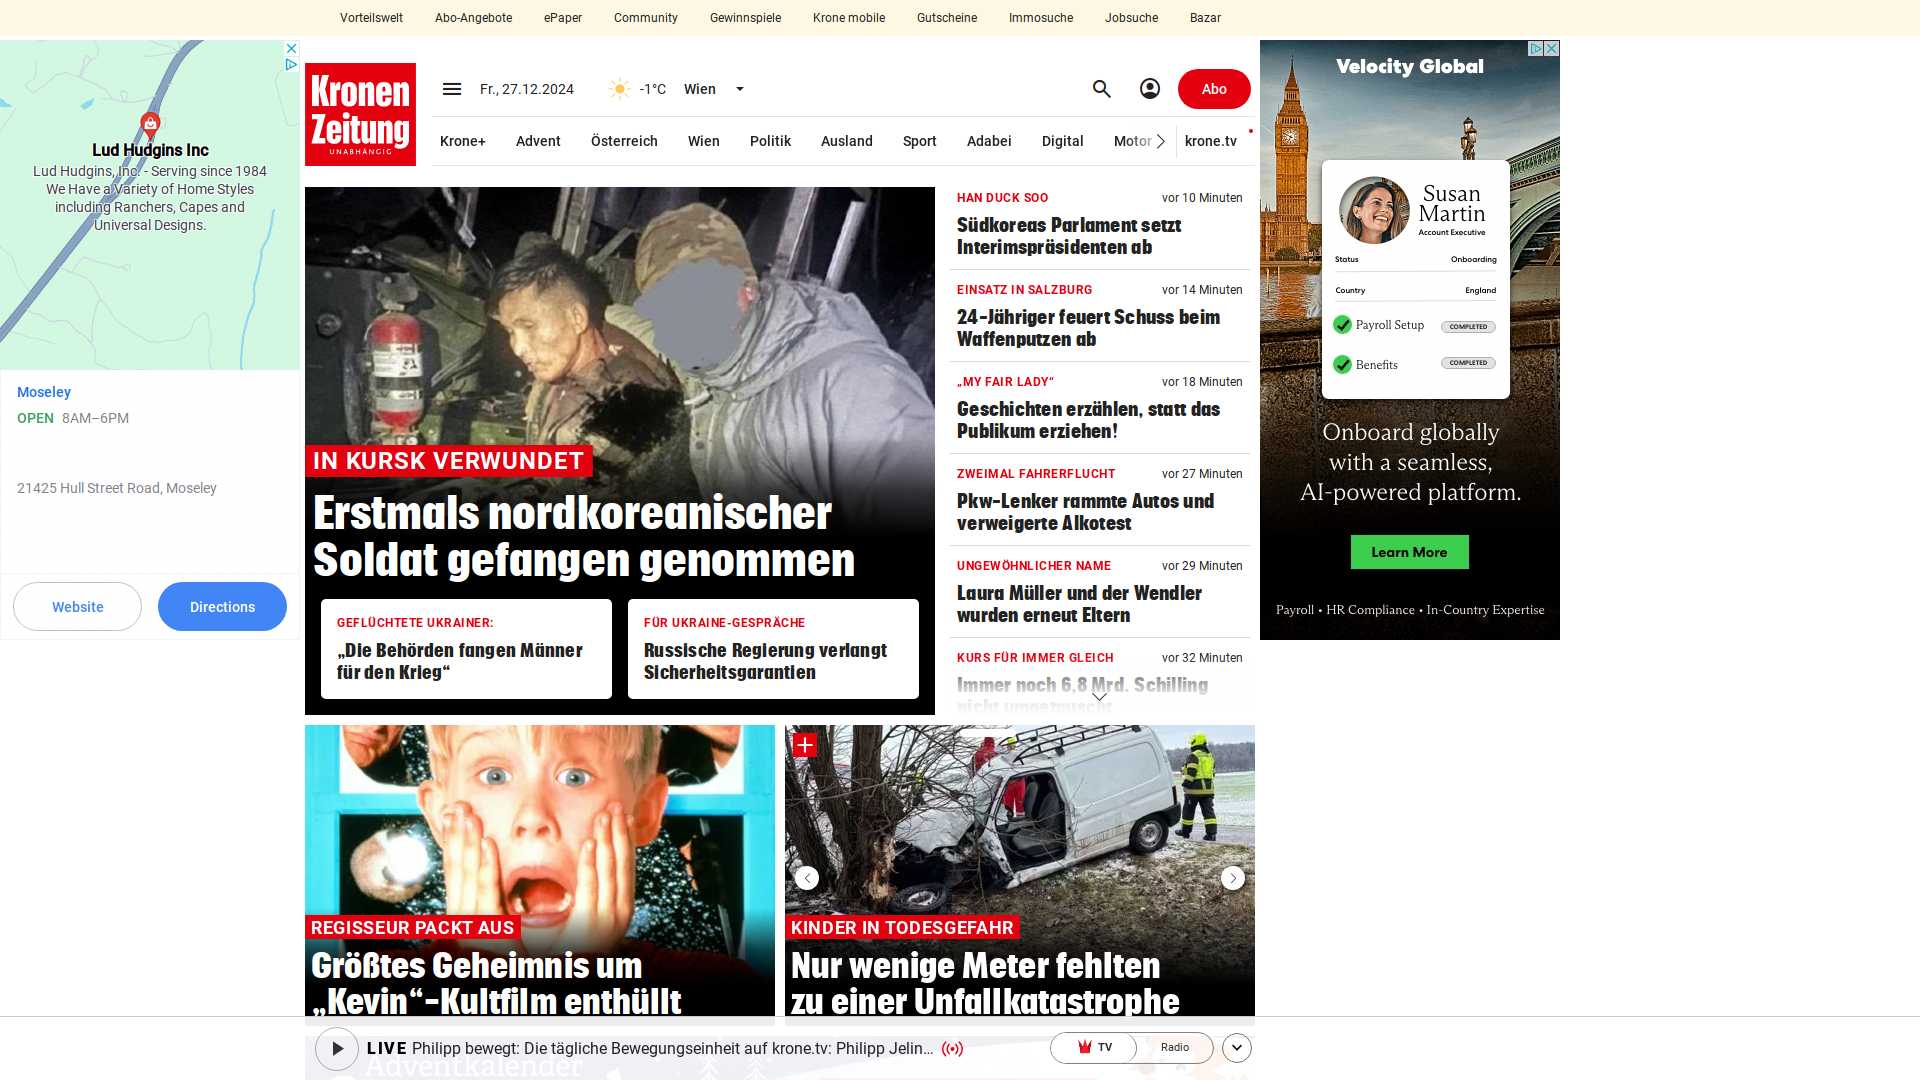 Vorteilswelt
Abo-Angebote
ePaper
Community
Gewinnspiele
Krone mobile
Gutscheine
Immosuche
Jobsuche
Bazar
Lud Hudgins Inc
Lud Hudgins, Inc. - Serving since 1984
We Have a Variety of Home Styles
including Ranchers, Capes and
Universal Designs.
Moseley
OPEN 8AM–6PM
21425 Hull Street Road, Moseley
Website
Directions
Kronen
Zeitung
UNABHÄNGIG
Fr., 27.12.2024
-1°C
Wien
Abo
Krone+
Advent
Österreich
Wien
Politik
Ausland
Sport
Adabei
Digital
Motor
krone.tv
IN KURSK VERWUNDET
Erstmals nordkoreanischer
Soldat gefangen genommen
GEFLÜCHTETE UKRAINER:
„Die Behörden fangen Männer
für den Krieg“
FÜR UKRAINE-GESPRÄCHE
Russische Regierung verlangt
Sicherheitsgarantien
HAN DUCK SOO vor 10 Minuten
Südkoreas Parlament setzt
Interimspräsidenten ab
EINSATZ IN SALZBURG vor 14 Minuten
24-Jähriger feuert Schuss beim
Waffenputzen ab
„MY FAIR LADY“ vor 18 Minuten
Geschichten erzählen, statt das
Publikum erziehen!
ZWEIMAL FAHRERFLUCHT vor 27 Minuten
Pkw-Lenker rammte Autos und
verweigerte Alkotest
UNGEWÖHNLICHER NAME vor 29 Minuten
Laura Müller und der Wendler
wurden erneut Eltern
KURS FÜR IMMER GLEICH vor 32 Minuten
Immer noch 6,8 Mrd. Schilling
nicht umgetauscht
REGISSEUR PACKT AUS
Größtes Geheimnis um
„Kevin“-Kultfilm enthüllt
KINDER IN TODESGEFAHR
Nur wenige Meter fehlten
zu einer Unfallkatastrophe
Velocity Global
Susan
Martin
Account Executive
Status Onboarding
Country England
Payroll Setup COMPLETED
Benefits COMPLETED
Onboard globally
with a seamless,
AI-powered platform.
Learn More
Payroll • HR Compliance • In-Country Expertise
LIVE Philipp bewegt: Die tägliche Bewegungseinheit auf krone.tv: Philipp Jelin...
TV
Radio
Adventkalender